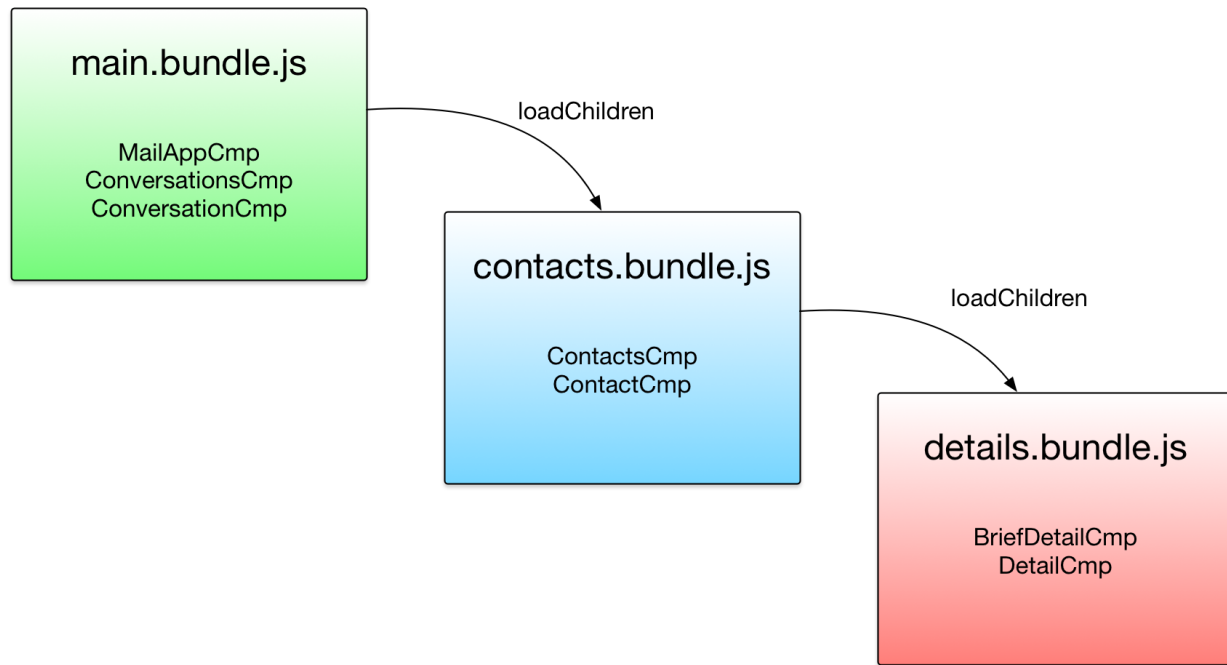 main.bundle.js
MailAppCmp
ConversationsCmp
ConversationCmp
loadChildren
contacts.bundle.js
ContactsCmp
ContactCmp
loadChildren
details.bundle.js
BriefDetailCmp
DetailCmp